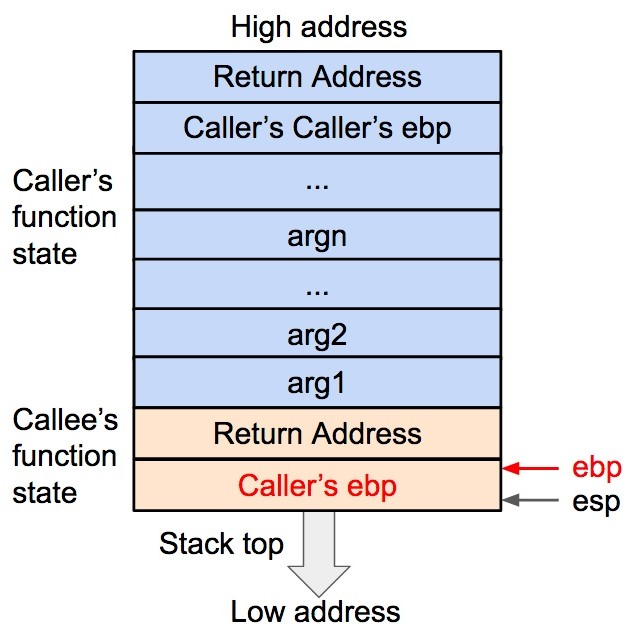 High address
Return Address
Caller's Caller's ebp
...
Caller's
function
state
argn
...
arg2
arg1
Callee's
function
state
Return Address
Caller's ebp
ebp
esp
Stack top
Low address